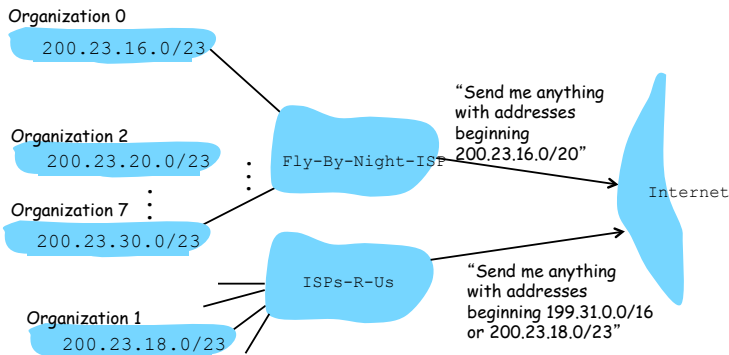 Organization 0
200.23.16.0/23
Organization 2
200.23.20.0/23
Organization 7
200.23.30.0/23
Fly-By-Night-ISP
“Send me anything
with addresses
beginning
200.23.16.0/20”
Internet
ISPs-R-Us
Organization 1
200.23.18.0/23
“Send me anything
with addresses
beginning 199.31.0.0/16
or 200.23.18.0/23”